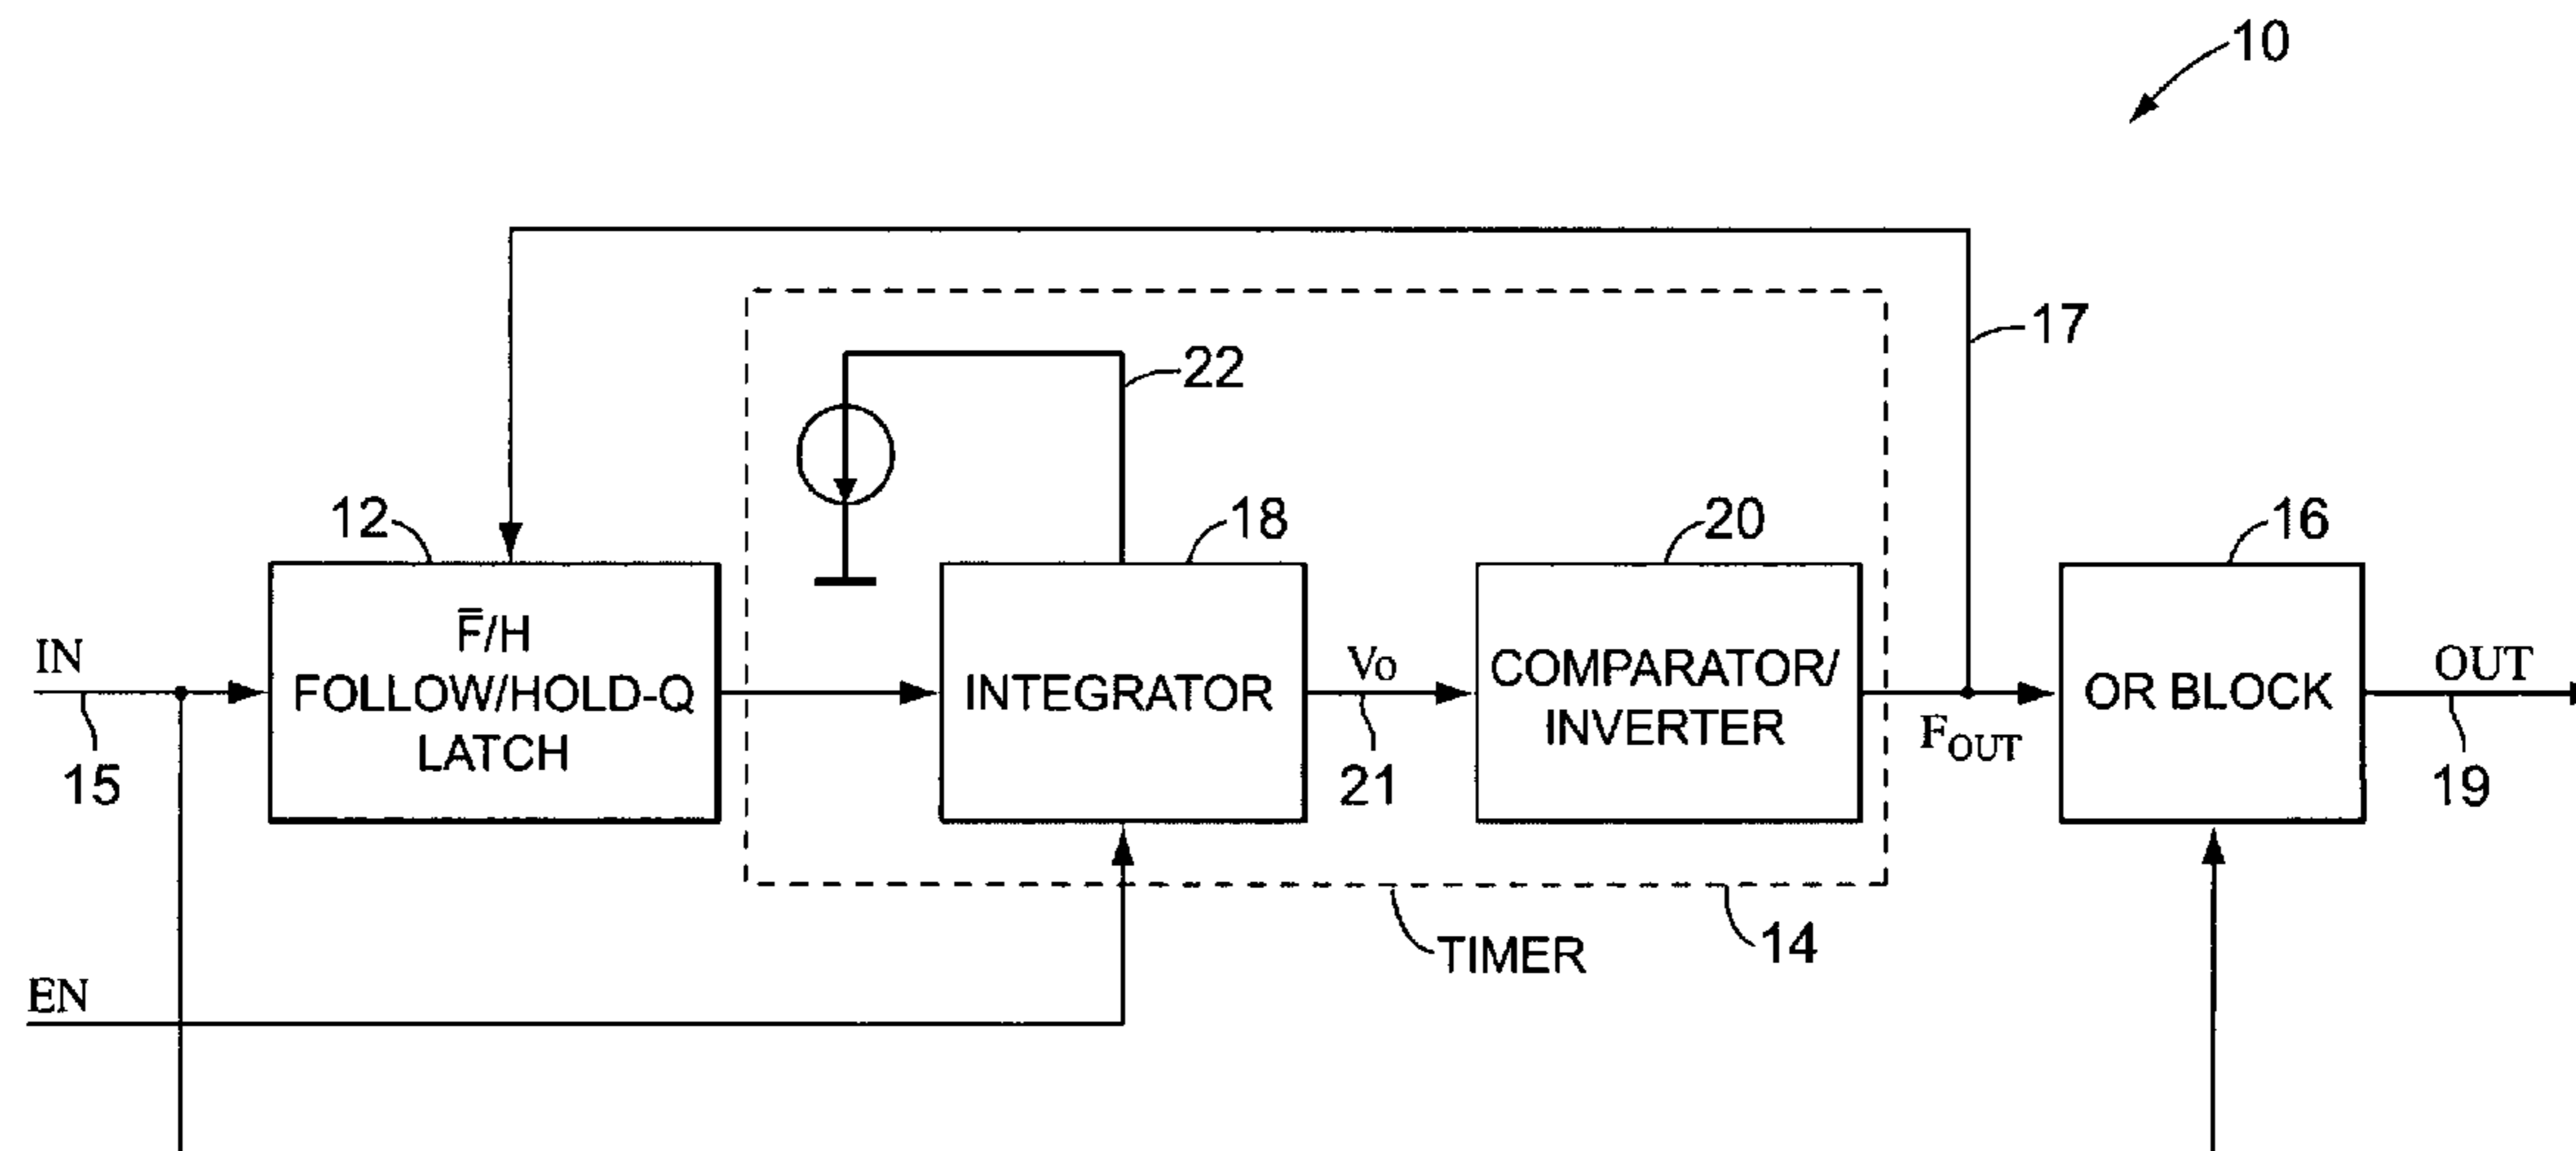 10
17
22
12
18
20
16
F̅/H
FOLLOW/HOLD-Q
LATCH
IN
15
INTEGRATOR
Vo
21
COMPARATOR/
INVERTER
FOUT
OR BLOCK
OUT
19
TIMER
14
EN